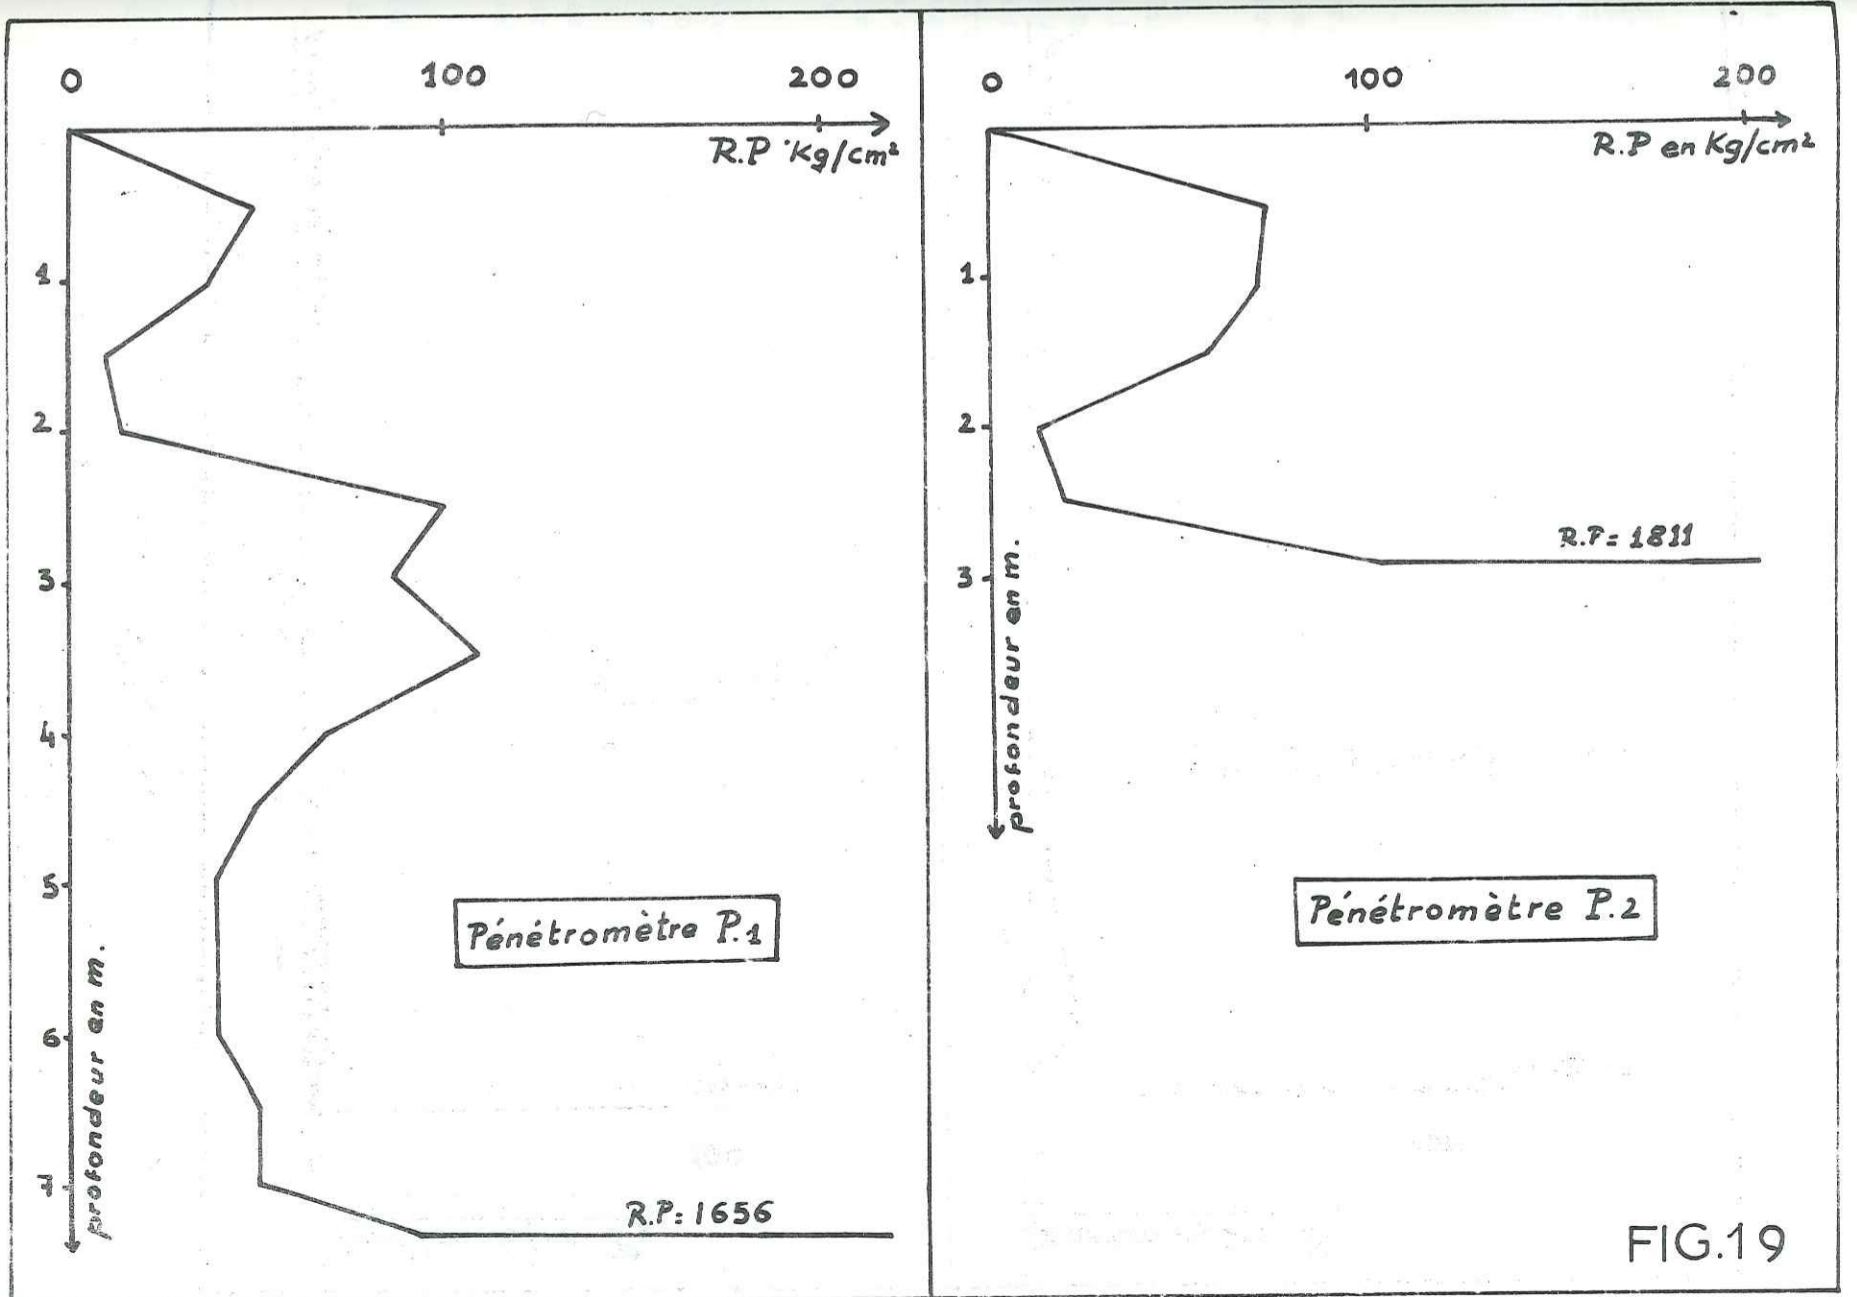 0 100 200
R.P Kg/cm²
1
2
3
4
5
6
7
profondeur en m.
R.P: 1656
Pénétromètre P.1
0 100 200
R.P en Kg/cm²
1
2
3
profondeur en m.
R.P= 1811
Pénétromètre P.2
FIG.19